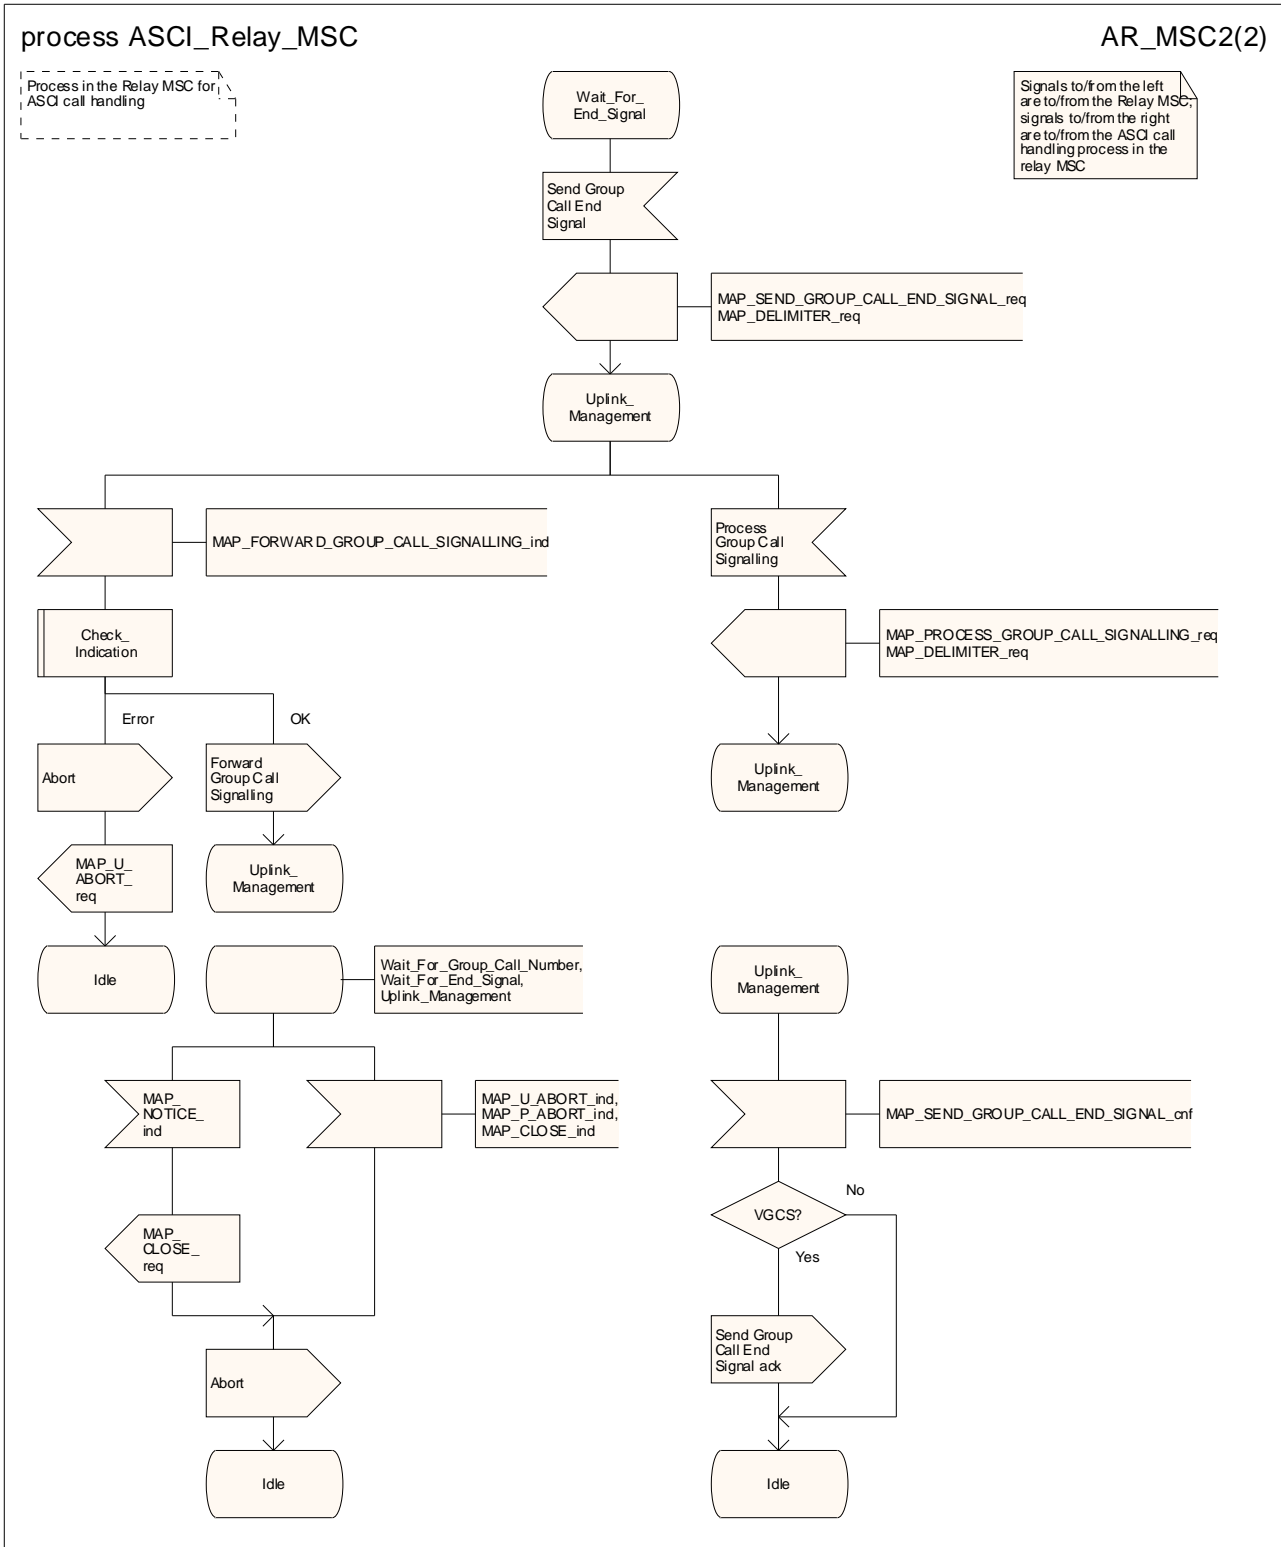 process ASCI_Relay_MSC
AR_MSC2(2)
Process in the Relay MSC for
ASCI call handling
Wait_For_
End_Signal
Signals to/from the left
are to/from the Relay MSC;
signals to/from the right
are to/from the ASCI call
handling process in the
relay MSC
Send Group
Call End
Signal
MAP_SEND_GROUP_CALL_END_SIGNAL_req
MAP_DELIMITER_req
Uplink_
Management
MAP_FORWARD_GROUP_CALL_SIGNALLING_ind
Process
Group Call
Signalling
Check_
Indication
MAP_PROCESS_GROUP_CALL_SIGNALLING_req
MAP_DELIMITER_req
Error
OK
Abort
Forward
Group Call
Signalling
Uplink_
Management
MAP_U_
ABORT_
req
Uplink_
Management
Idle
Wait_For_Group_Call_Number,
Wait_For_End_Signal,
Uplink_Management
Uplink_
Management
MAP_
NOTICE_
ind
MAP_U_ABORT_ind,
MAP_P_ABORT_ind,
MAP_CLOSE_ind
MAP_SEND_GROUP_CALL_END_SIGNAL_cnf
No
VGCS?
Yes
MAP_
CLOSE_
req
Send Group
Call End
Signal ack
Abort
Idle
Idle